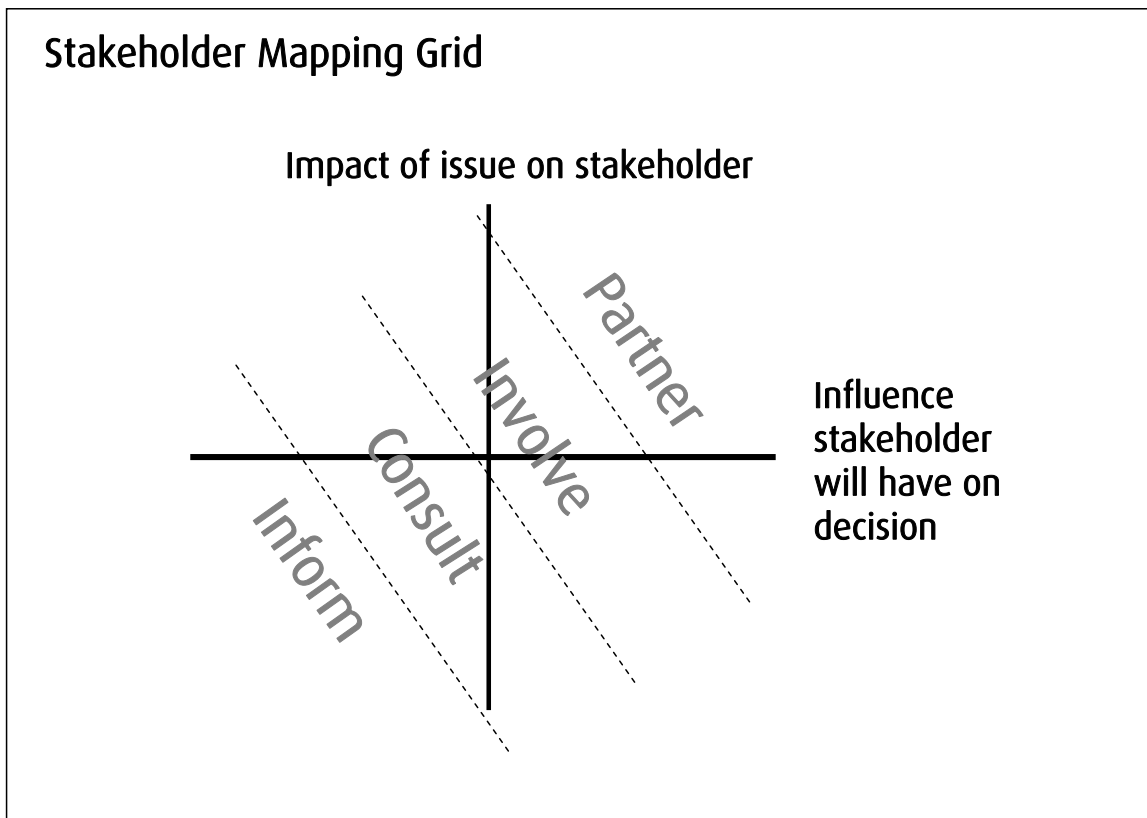 Stakeholder Mapping Grid
Impact of issue on stakeholder
Partner
Involve
Consult
Inform
Influence
stakeholder
will have on
decision